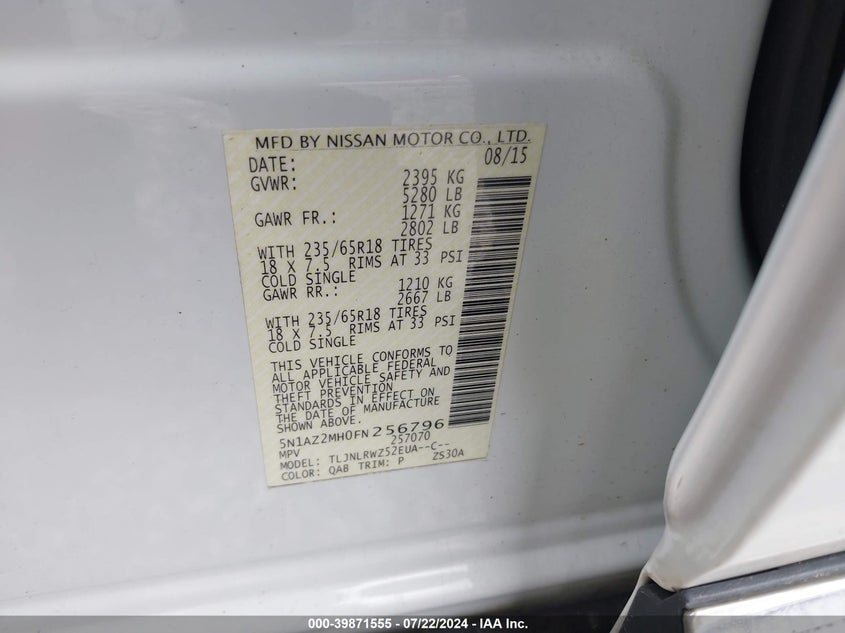 MFD BY NISSAN MOTOR CO., LTD.
DATE: 08/15
GVWR: 2395 KG
5280 LB
GAWR FR.: 1271 KG
2802 LB
WITH 235/65R18 TIRES
18 X 7.5 RIMS AT 33 PSI
COLD SINGLE
GAWR RR.: 1210 KG
2667 LB
WITH 235/65R18 TIRES
18 X 7.5 RIMS AT 33 PSI
COLD SINGLE
THIS VEHICLE CONFORMS TO
ALL APPLICABLE FEDERAL
MOTOR VEHICLE SAFETY AND
THEFT PREVENTION
STANDARDS IN EFFECT ON
THE DATE OF MANUFACTURE
SHOWN ABOVE.
5N1AZ2MH0FN256796
MPV 257070
MODEL: TLJNLRWZ52EUA--C--
COLOR: QAB TRIM: P ZS30A
000-39871555 - 07/22/2024 - IAA Inc.